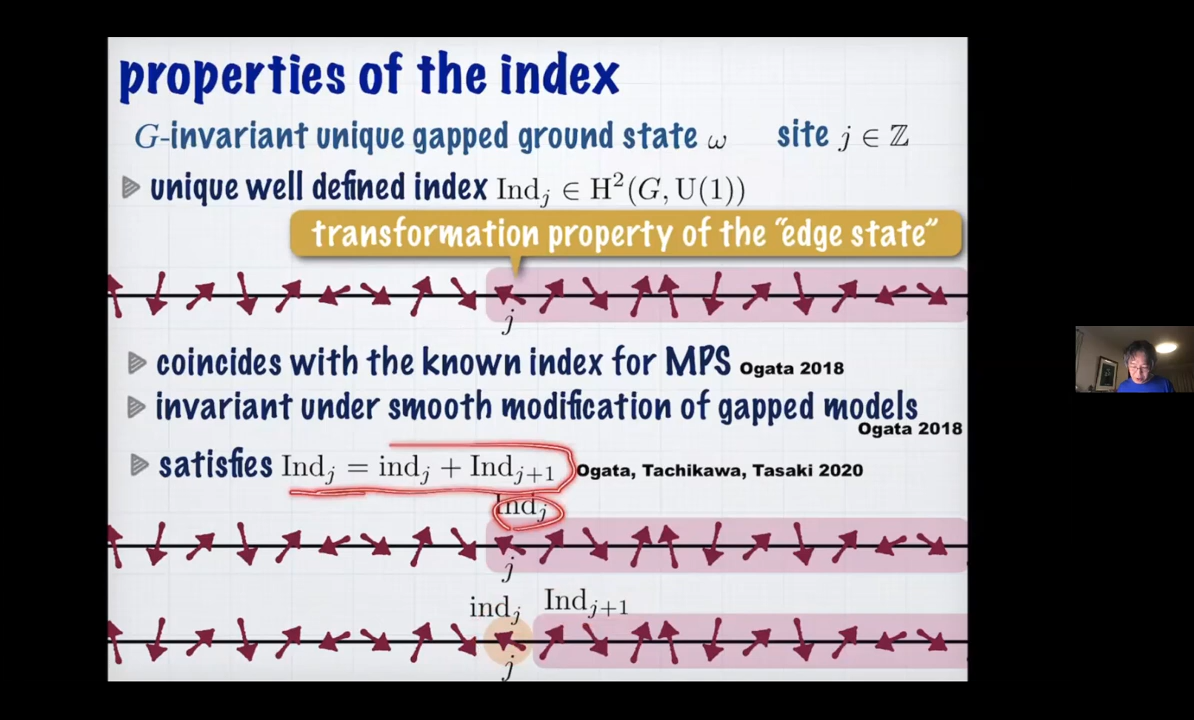 properties of the index
G-invariant unique gapped ground state ω site j ∈ ℤ
unique well defined index Ind_j ∈ H²(G, U(1))
transformation property of the "edge state"
j
coincides with the known index for MPS Ogata 2018
invariant under smooth modification of gapped models
Ogata 2018
satisfies Ind_j = ind_j + Ind_{j+1} Ogata, Tachikawa, Tasaki 2020
Ind_j
j
ind_j Ind_{j+1}
j